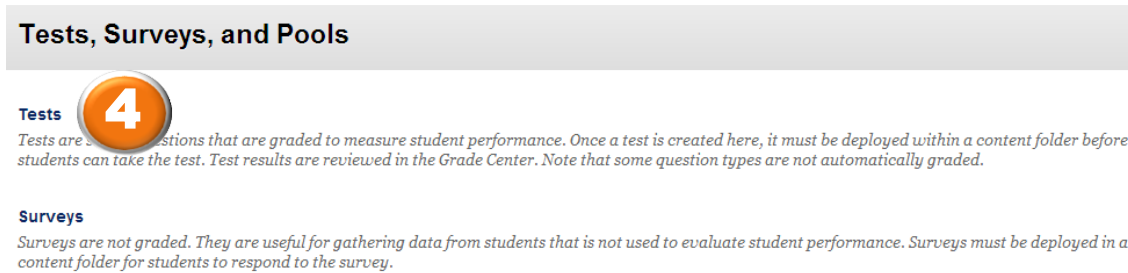 Tests, Surveys, and Pools
Tests
4
Tests are stions that are graded to measure student performance. Once a test is created here, it must be deployed within a content folder before
students can take the test. Test results are reviewed in the Grade Center. Note that some question types are not automatically graded.
Surveys
Surveys are not graded. They are useful for gathering data from students that is not used to evaluate student performance. Surveys must be deployed in a
content folder for students to respond to the survey.